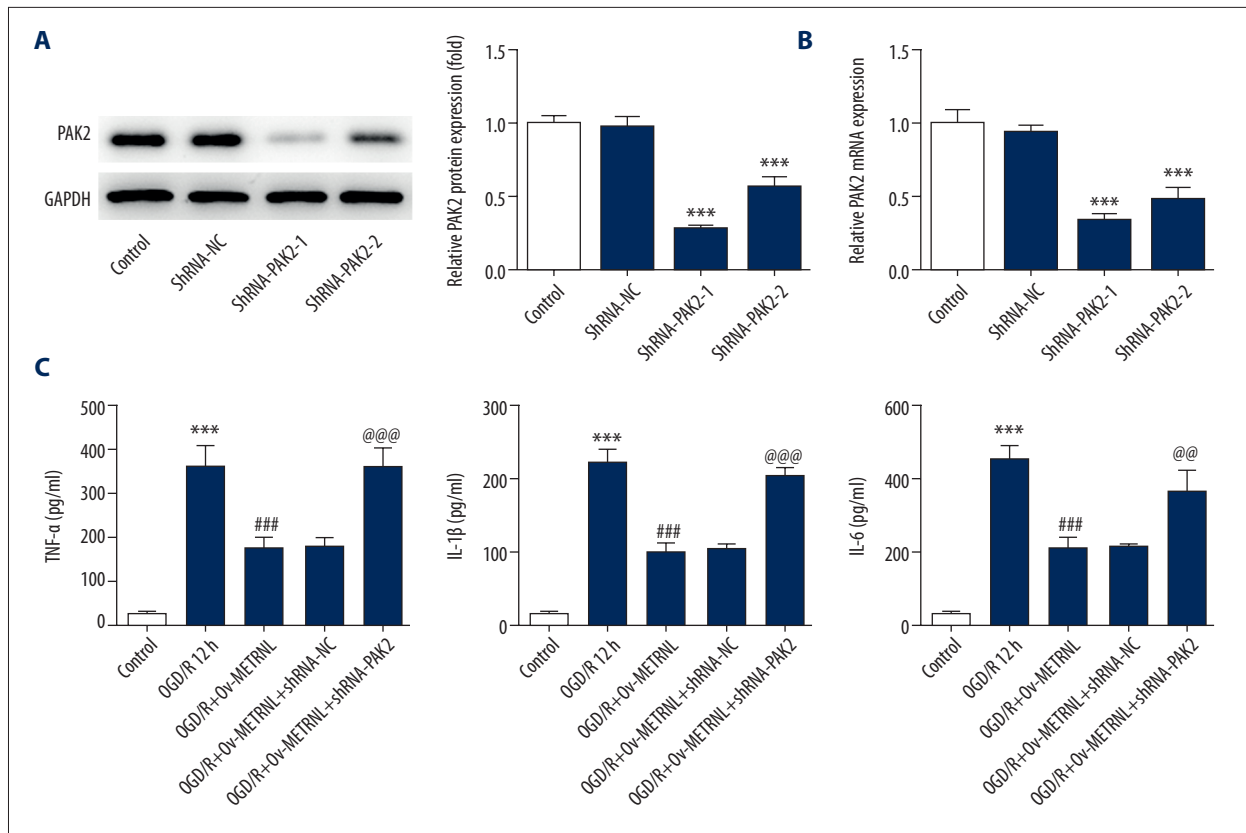 A
PAK2
GAPDH
Control
ShRNA-NC
ShRNA-PAK2-1
ShRNA-PAK2-2
Relative PAK2 protein expression (fold)
1.5
1.0
0.5
0.0
***
***
Control
ShRNA-NC
ShRNA-PAK2-1
ShRNA-PAK2-2
B
Relative PAK2 mRNA expression
1.5
1.0
0.5
0.0
***
***
Control
ShRNA-NC
ShRNA-PAK2-1
ShRNA-PAK2-2
C
TNF-α (pg/ml)
500
400
300
200
100
0
***
###
@@@
Control
OGD/R 12 h
OGD/R+Ov-METRNL
OGD/R+Ov-METRNL+shRNA-NC
OGD/R+Ov-METRNL+shRNA-PAK2
IL-1β (pg/ml)
300
200
100
0
***
###
@@@
Control
OGD/R 12 h
OGD/R+Ov-METRNL
OGD/R+Ov-METRNL+shRNA-NC
OGD/R+Ov-METRNL+shRNA-PAK2
IL-6 (pg/ml)
600
400
200
0
***
###
@@
Control
OGD/R 12 h
OGD/R+Ov-METRNL
OGD/R+Ov-METRNL+shRNA-NC
OGD/R+Ov-METRNL+shRNA-PAK2